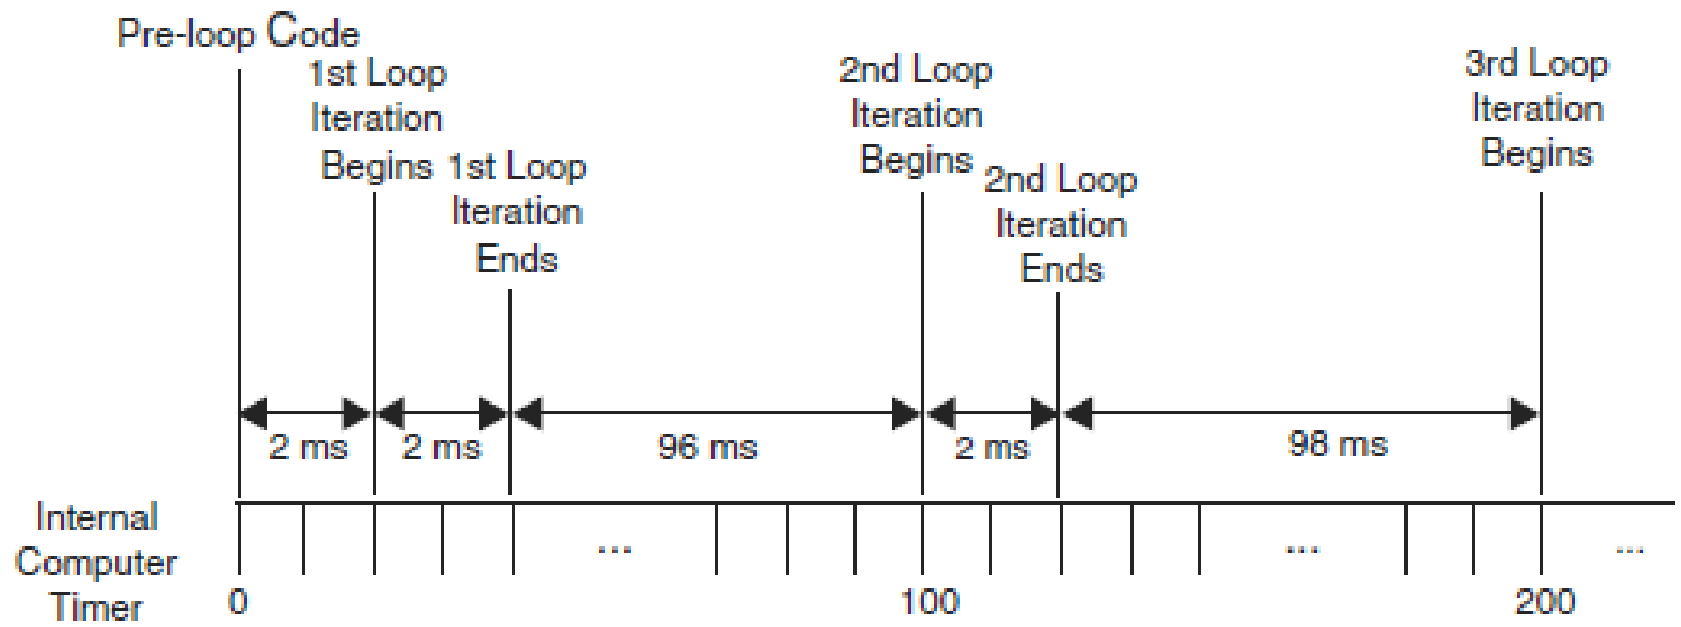 Pre-loop Code
1st Loop
Iteration
Begins
1st Loop
Iteration
Ends
2nd Loop
Iteration
Begins
2nd Loop
Iteration
Ends
3rd Loop
Iteration
Begins
2 ms
2 ms
96 ms
2 ms
98 ms
Internal
Computer
Timer
...
...
...
0
100
200